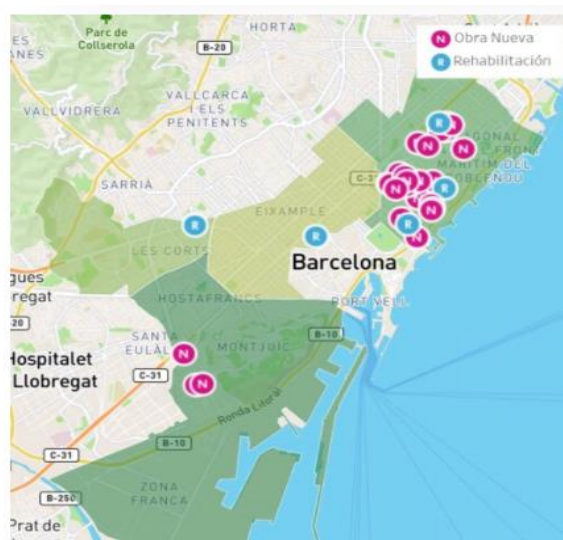 Parc de
Collserola
HORTA
B-20
N Obra Nueva
R Rehabilitación
VALLVIDRERA
VALLCARCA
I ELS
PENITENTS
SARRIÀ
EIXAMPLE
LES CORTS
Barcelona
HOSTAFRANCS
PORT VELL
SANTA
EULÀL
MONTJUÏC
B-10
Hospitalet
Llobregat
C-31
Ronda Litoral
B-10
C-31
ZONA
FRANCA
B-250
Prat de